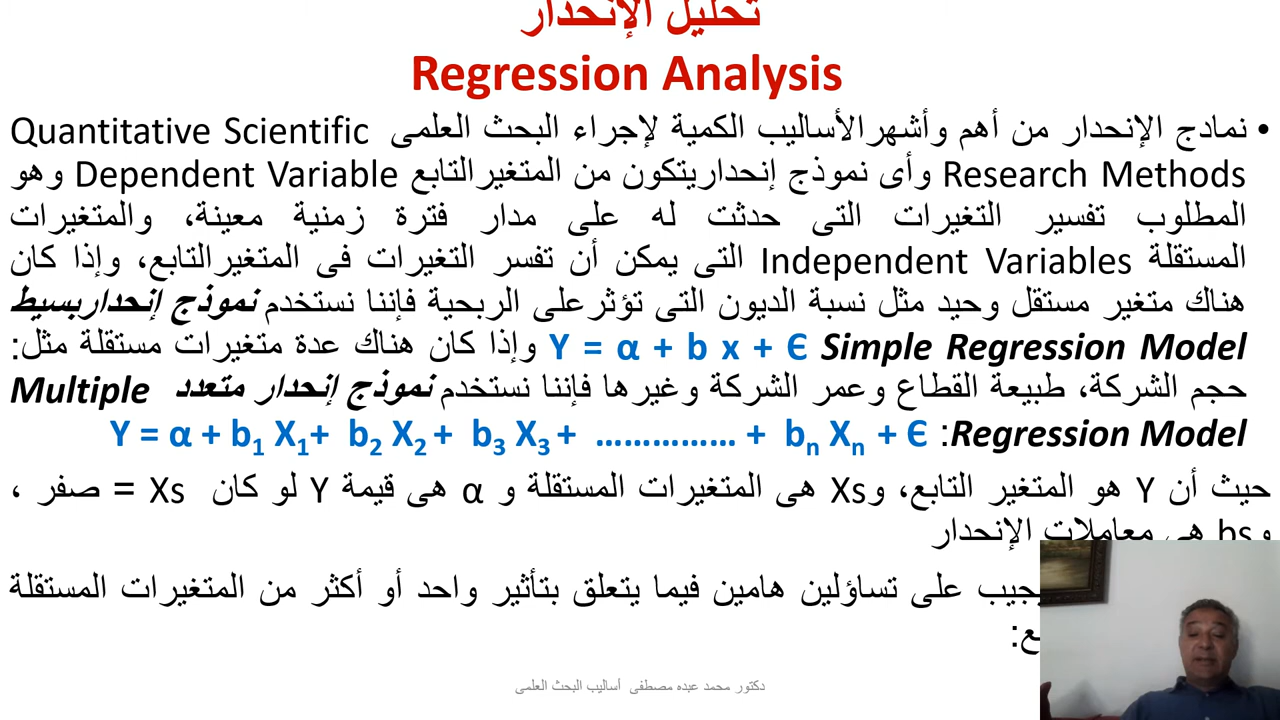 تحليل الإنحدار
Regression Analysis
• نماذج الإنحدار من أهم وأشهرالأساليب الكمية لإجراء البحث العلمى Quantitative Scientific
Research Methods وأى نموذج إنحداريتكون من المتغيرالتابع Dependent Variable وهو
المطلوب تفسير التغيرات التى حدثت له على مدار فترة زمنية معينة، والمتغيرات
المستقلة Independent Variables التى يمكن أن تفسر التغيرات فى المتغيرالتابع، وإذا كان
هناك متغير مستقل وحيد مثل نسبة الديون التى تؤثرعلى الربحية فإننا نستخدم نموذج إنحداربسيط
Simple Regression Model Y = α + b x + Є وإذا كان هناك عدة متغيرات مستقلة مثل:
حجم الشركة، طبيعة القطاع وعمر الشركة وغيرها فإننا نستخدم نموذج إنحدار متعدد Multiple
Regression Model: Y = α + b₁ X₁+ b₂ X₂ + b₃ X₃ + …………… + bₙ Xₙ + Є
حيث أن Y هو المتغير التابع، وXs هى المتغيرات المستقلة و α هى قيمة Y لو كان Xs = صفر ،
وbs هى معاملات الإنحدار
يجيب على تساؤلين هامين فيما يتعلق بتأثير واحد أو أكثر من المتغيرات المستقلة
دكتور محمد عبده مصطفى أساليب البحث العلمى